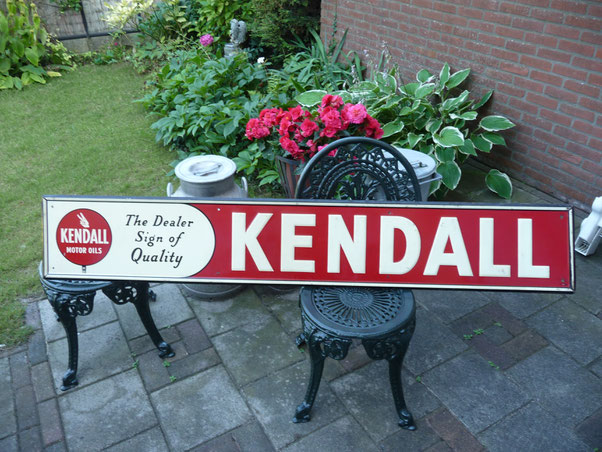 KENDALL
MOTOR OILS
The Dealer
Sign of
Quality
KENDALL